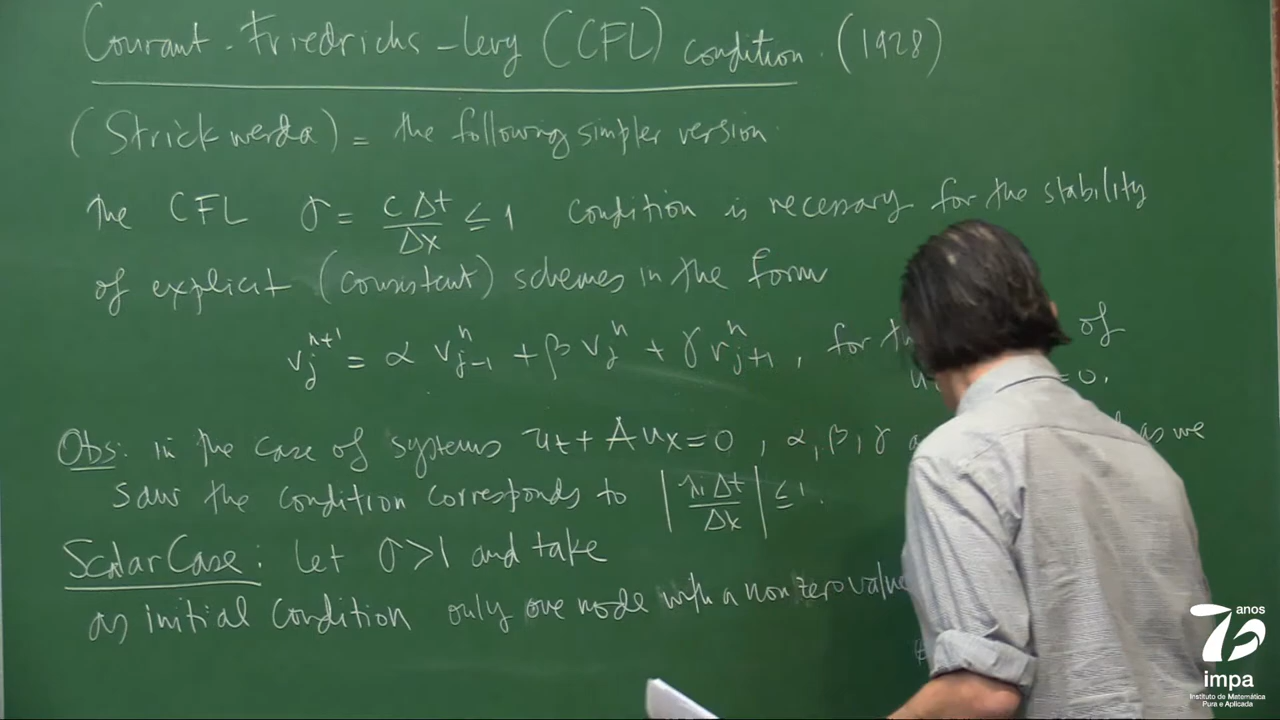 Courant-Friedrichs-Levy (CFL) condition. (1928)
(Strickwerda) = the following simpler version.
The CFL σ = cΔt/Δx ≤ 1 condition is necessary for the stability
of explicit (consistent) schemes in the form
v_j^{n+1} = α v_{j-1}^n + β v_j^n + γ v_{j+1}^n, for of
=0.
Obs: in the case of systems u_t + A u_x = 0, α, β, γ as we
saw the condition corresponds to |λ_i Δt/Δx| ≤ 1.
Scalar Case: Let σ > 1 and take
as initial condition only one node with a non zero value
75 anos
impa
Instituto de Matemática
Pura e Aplicada